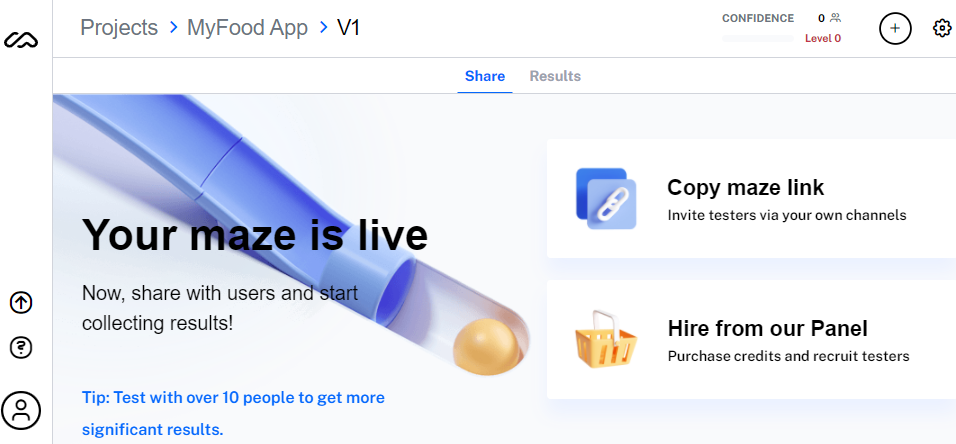 Projects > MyFood App > V1
CONFIDENCE 0
Level 0
Share Results
Your maze is live
Now, share with users and start
collecting results!
Tip: Test with over 10 people to get more
significant results.
Copy maze link
Invite testers via your own channels
Hire from our Panel
Purchase credits and recruit testers